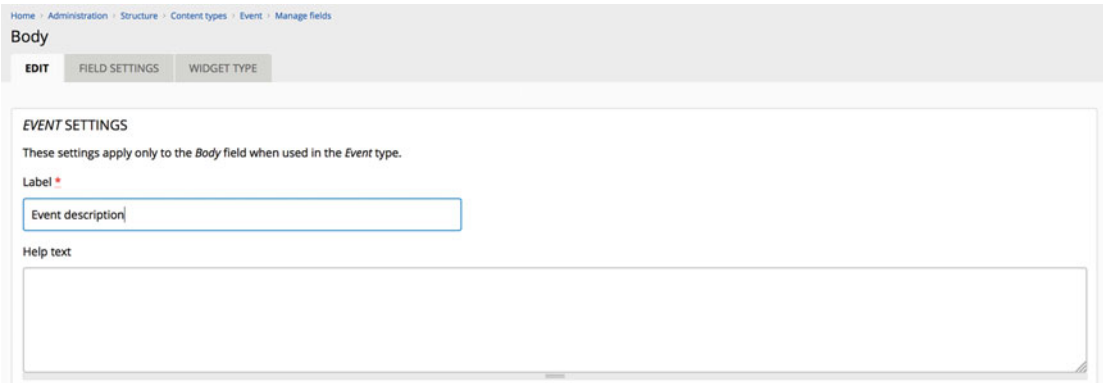 Home › Administration › Structure › Content types › Event › Manage fields
Body
EDIT FIELD SETTINGS WIDGET TYPE
EVENT SETTINGS
These settings apply only to the Body field when used in the Event type.
Label *
Event description
Help text